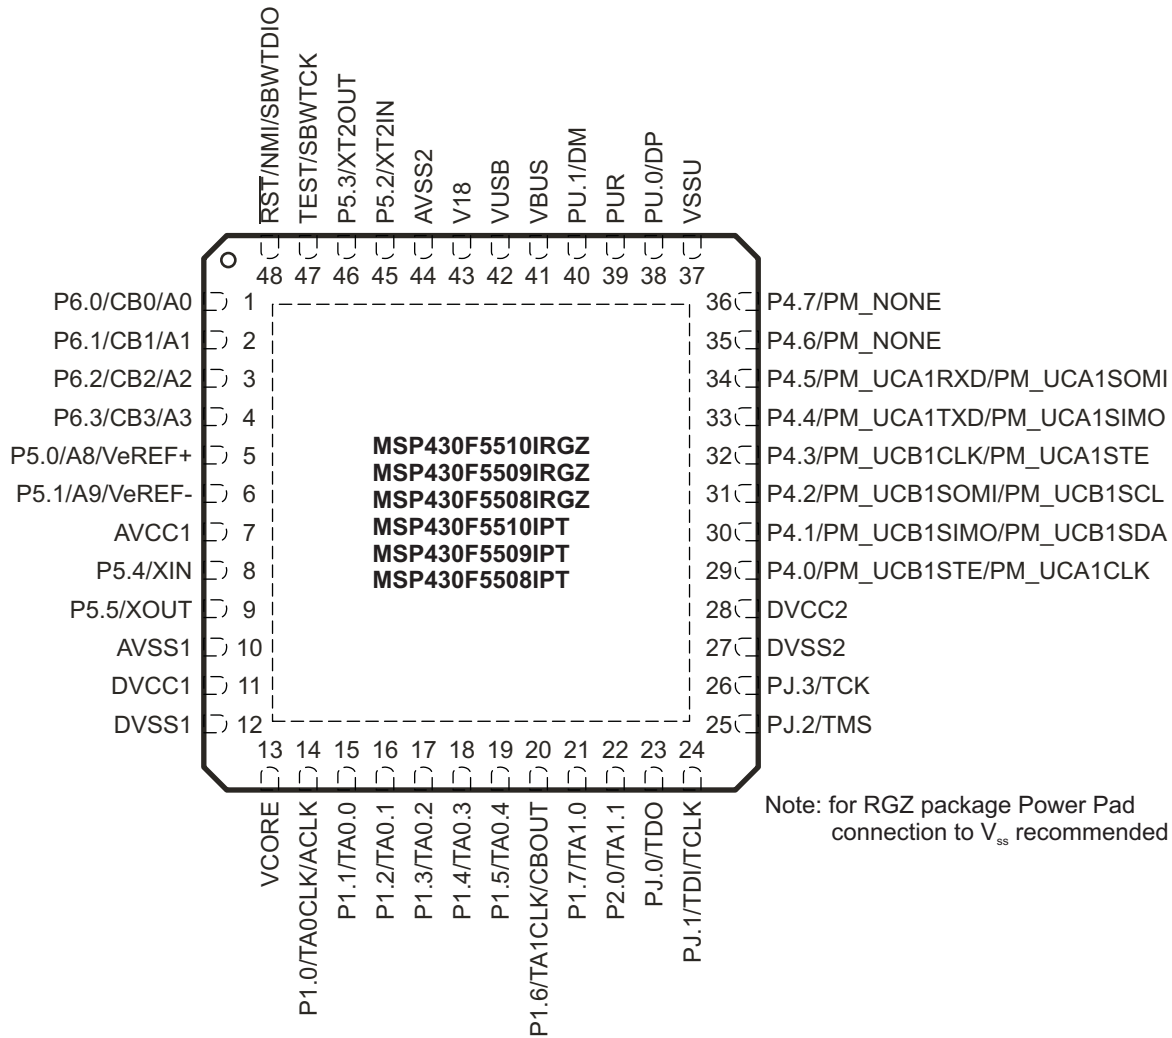 RST/NMI/SBWTDIO
TEST/SBWTCK
P5.3/XT2OUT
P5.2/XT2IN
AVSS2
V18
VUSB
VBUS
PU.1/DM
PUR
PU.0/DP
VSSU
48 47 46 45 44 43 42 41 40 39 38 37
P6.0/CB0/A0 1
P6.1/CB1/A1 2
P6.2/CB2/A2 3
P6.3/CB3/A3 4
P5.0/A8/VeREF+ 5
P5.1/A9/VeREF- 6
AVCC1 7
P5.4/XIN 8
P5.5/XOUT 9
AVSS1 10
DVCC1 11
DVSS1 12
MSP430F5510IRGZ
MSP430F5509IRGZ
MSP430F5508IRGZ
MSP430F5510IPT
MSP430F5509IPT
MSP430F5508IPT
36 P4.7/PM_NONE
35 P4.6/PM_NONE
34 P4.5/PM_UCA1RXD/PM_UCA1SOMI
33 P4.4/PM_UCA1TXD/PM_UCA1SIMO
32 P4.3/PM_UCB1CLK/PM_UCA1STE
31 P4.2/PM_UCB1SOMI/PM_UCB1SCL
30 P4.1/PM_UCB1SIMO/PM_UCB1SDA
29 P4.0/PM_UCB1STE/PM_UCA1CLK
28 DVCC2
27 DVSS2
26 PJ.3/TCK
25 PJ.2/TMS
13 14 15 16 17 18 19 20 21 22 23 24
VCORE
P1.0/TA0CLK/ACLK
P1.1/TA0.0
P1.2/TA0.1
P1.3/TA0.2
P1.4/TA0.3
P1.5/TA0.4
P1.6/TA1CLK/CBOUT
P1.7/TA1.0
P2.0/TA1.1
PJ.0/TDO
PJ.1/TDI/TCLK
Note: for RGZ package Power Pad
connection to Vss recommended